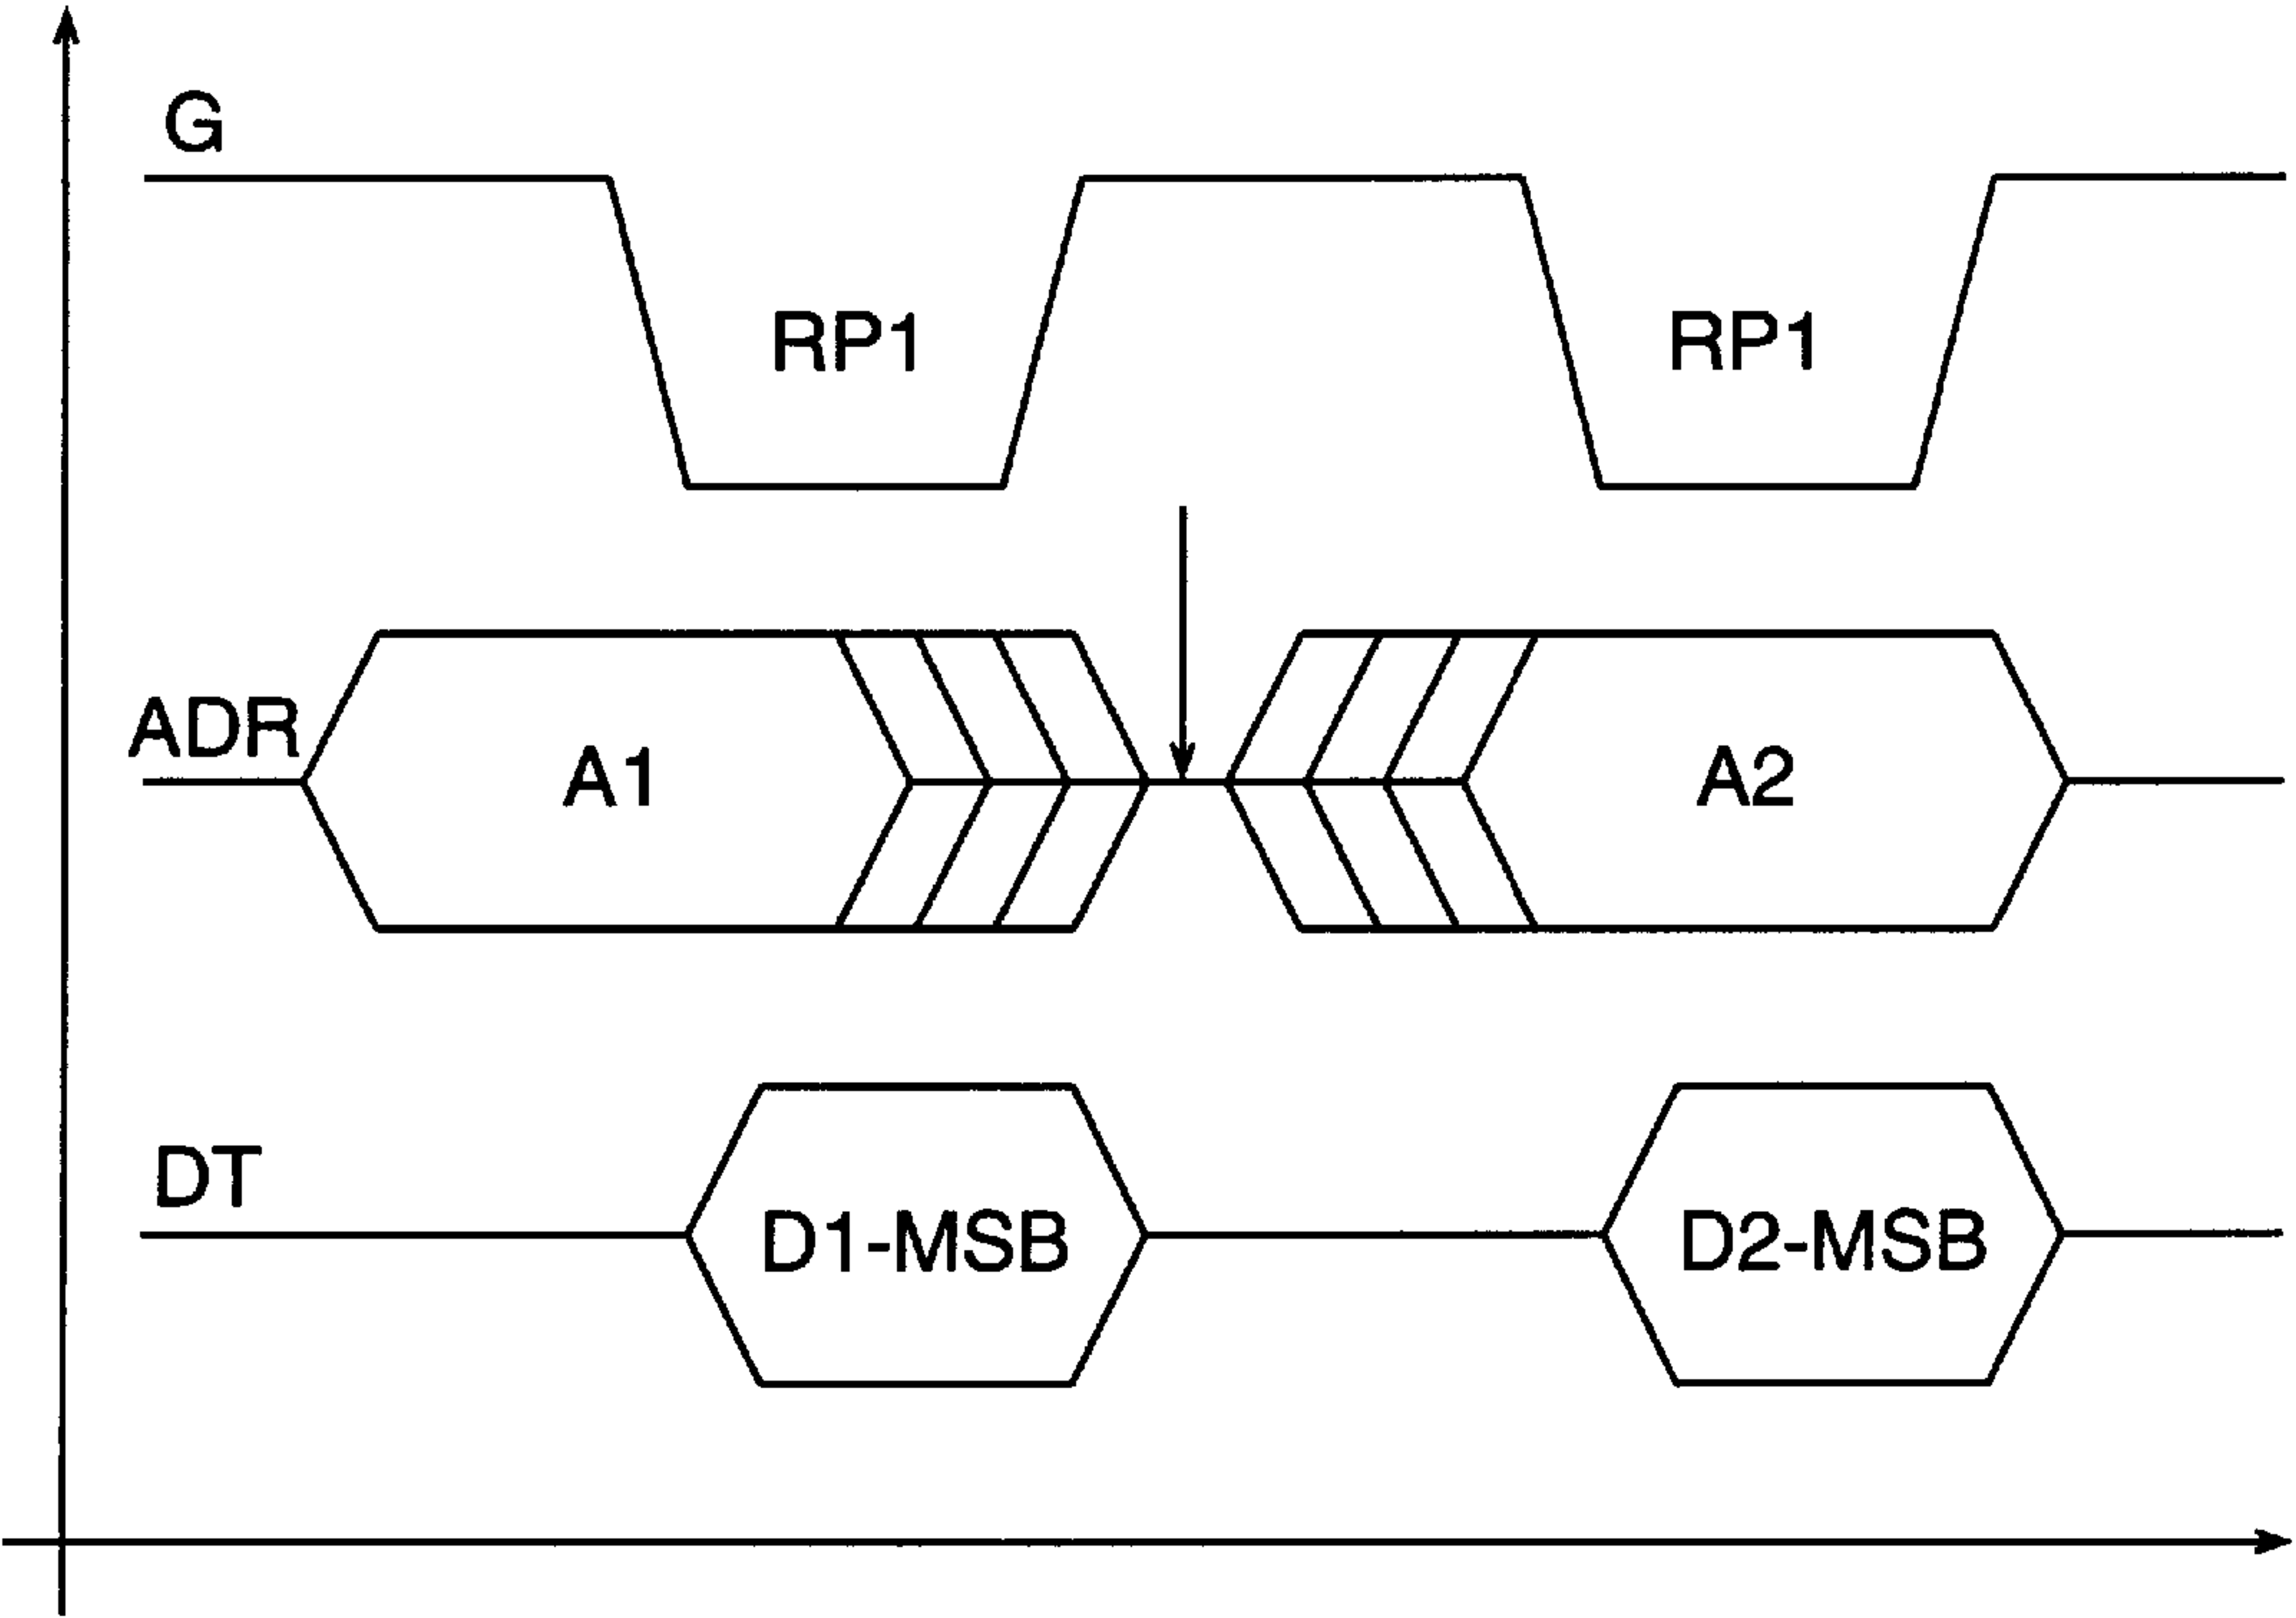 G
RP1 RP1
ADR
A1 A2
DT
D1-MSB D2-MSB